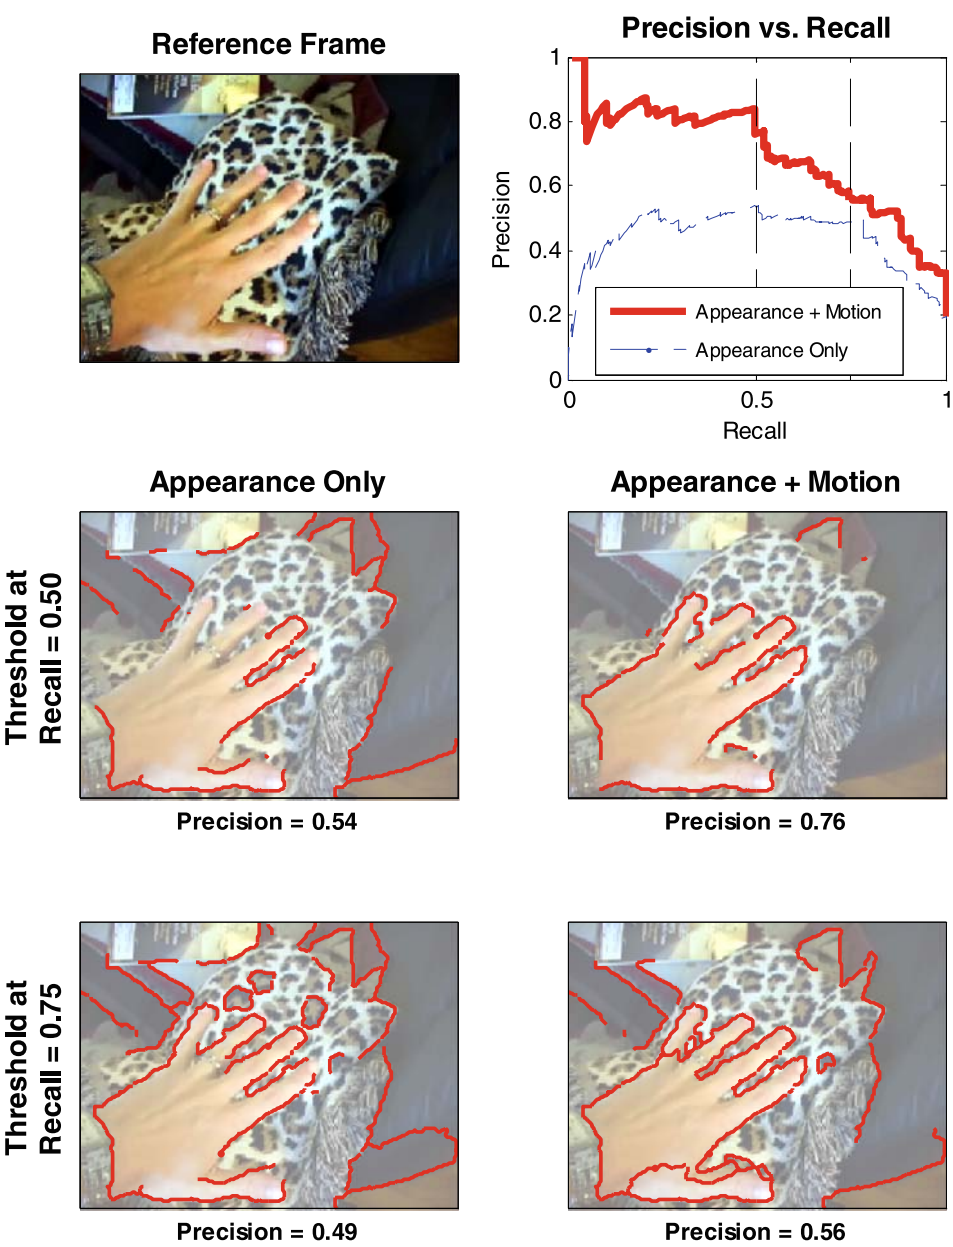 Reference Frame
Precision vs. Recall
1
0.8
0.6
0.4
0.2
0
Precision
Appearance + Motion
Appearance Only
0
0.5
1
Recall
Appearance Only
Appearance + Motion
Threshold at
Recall = 0.50
Precision = 0.54
Precision = 0.76
Threshold at
Recall = 0.75
Precision = 0.49
Precision = 0.56